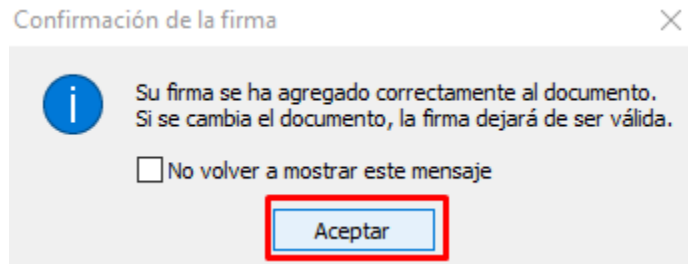 Confirmación de la firma
Su firma se ha agregado correctamente al documento.
Si se cambia el documento, la firma dejará de ser válida.
No volver a mostrar este mensaje
Aceptar